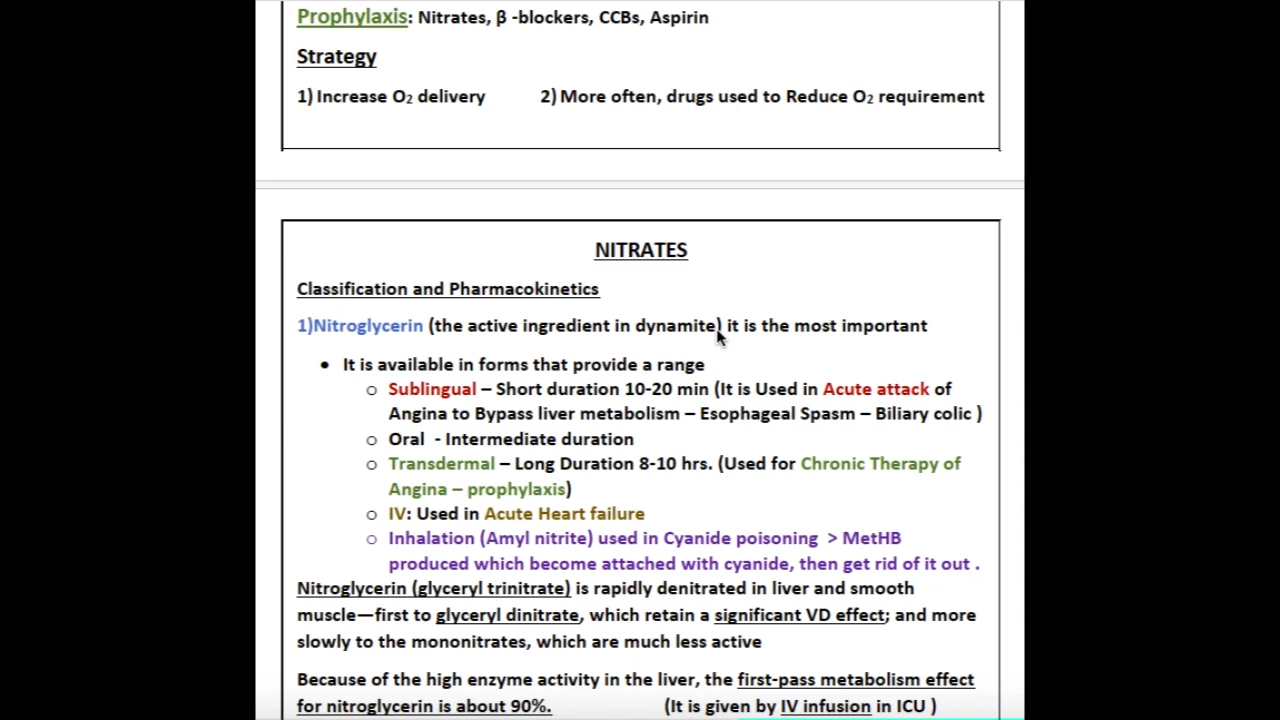 Prophylaxis: Nitrates, β -blockers, CCBs, Aspirin
Strategy
1) Increase O2 delivery 2) More often, drugs used to Reduce O2 requirement
NITRATES
Classification and Pharmacokinetics
1)Nitroglycerin (the active ingredient in dynamite) it is the most important
• It is available in forms that provide a range
o Sublingual – Short duration 10-20 min (It is Used in Acute attack of
Angina to Bypass liver metabolism – Esophageal Spasm – Biliary colic )
o Oral - Intermediate duration
o Transdermal – Long Duration 8-10 hrs. (Used for Chronic Therapy of
Angina – prophylaxis)
o IV: Used in Acute Heart failure
o Inhalation (Amyl nitrite) used in Cyanide poisoning > MetHB
produced which become attached with cyanide, then get rid of it out .
Nitroglycerin (glyceryl trinitrate) is rapidly denitrated in liver and smooth
muscle—first to glyceryl dinitrate, which retain a significant VD effect; and more
slowly to the mononitrates, which are much less active
Because of the high enzyme activity in the liver, the first-pass metabolism effect
for nitroglycerin is about 90%. (It is given by IV infusion in ICU )